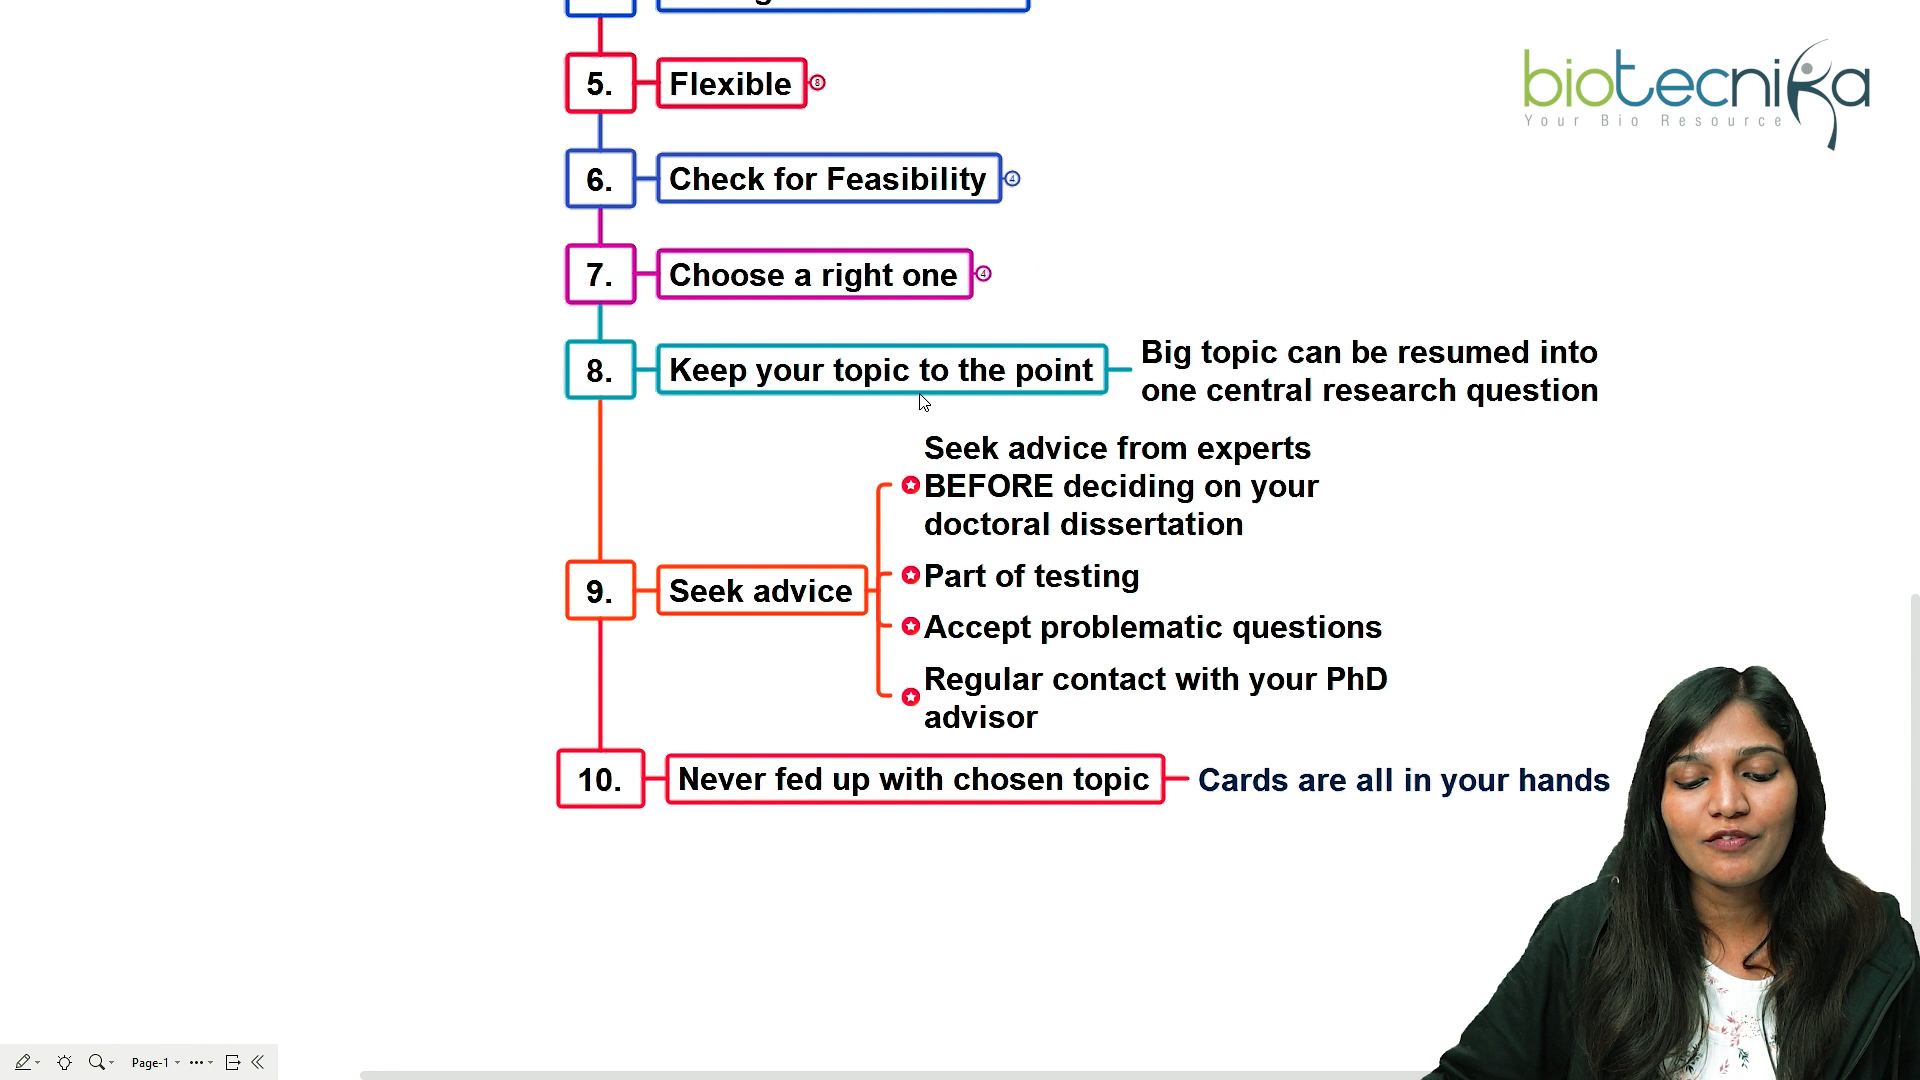 5.
Flexible
8
6.
Check for Feasibility
4
7.
Choose a right one
4
8.
Keep your topic to the point
Big topic can be resumed into
one central research question
9.
Seek advice
Seek advice from experts
BEFORE deciding on your
doctoral dissertation
Part of testing
Accept problematic questions
Regular contact with your PhD
advisor
10.
Never fed up with chosen topic
Cards are all in your hands
biotecnika
Your Bio Resource
Page-1